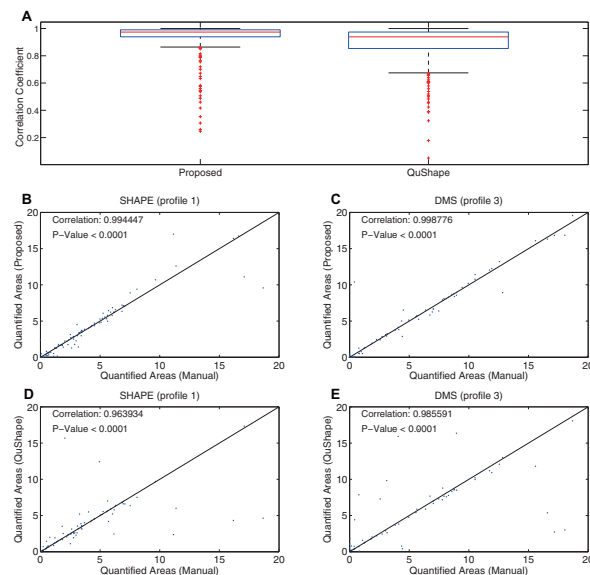 A
1
0.8
0.6
0.4
0.2
Correlation Coefficient
Proposed
QuShape
B
SHAPE (profile 1)
Correlation: 0.994447
P−Value < 0.0001
20
15
10
5
0
Quantified Areas (Proposed)
0 5 10 15 20
Quantified Areas (Manual)
C
DMS (profile 3)
Correlation: 0.998776
P−Value < 0.0001
20
15
10
5
0
Quantified Areas (Proposed)
0 5 10 15 20
Quantified Areas (Manual)
D
SHAPE (profile 1)
Correlation: 0.963934
P−Value < 0.0001
20
15
10
5
0
Quantified Areas (QuShape)
0 5 10 15 20
Quantified Areas (Manual)
E
DMS (profile 3)
Correlation: 0.985591
P−Value < 0.0001
20
15
10
5
0
Quantified Areas (QuShape)
0 5 10 15 20
Quantified Areas (Manual)